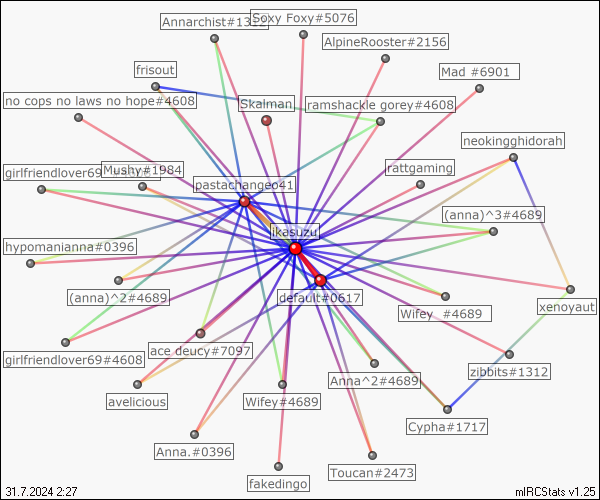 Annarchist#1312
Soxy Foxy#5076
AlpineRooster#2156
frisout
Mad #6901
no cops no laws no hope#4608
Skalman
ramshackle gorey#4608
neokingghidorah
girlfriendlover69
Mushy#1984
rattgaming
pastachangeo41
(anna)^3#4689
ikasuzu
hypomanianna#0396
(anna)^2#4689
default#0617
Wifey_#4689
xenoyaut
girlfriendlover69#4608
ace deucy#7097
zibbits#1312
Anna^2#4689
avelicious
Wifey#4689
Cypha#1717
Anna.#0396
Toucan#2473
fakedingo
31.7.2024 2:27
mIRCStats v1.25